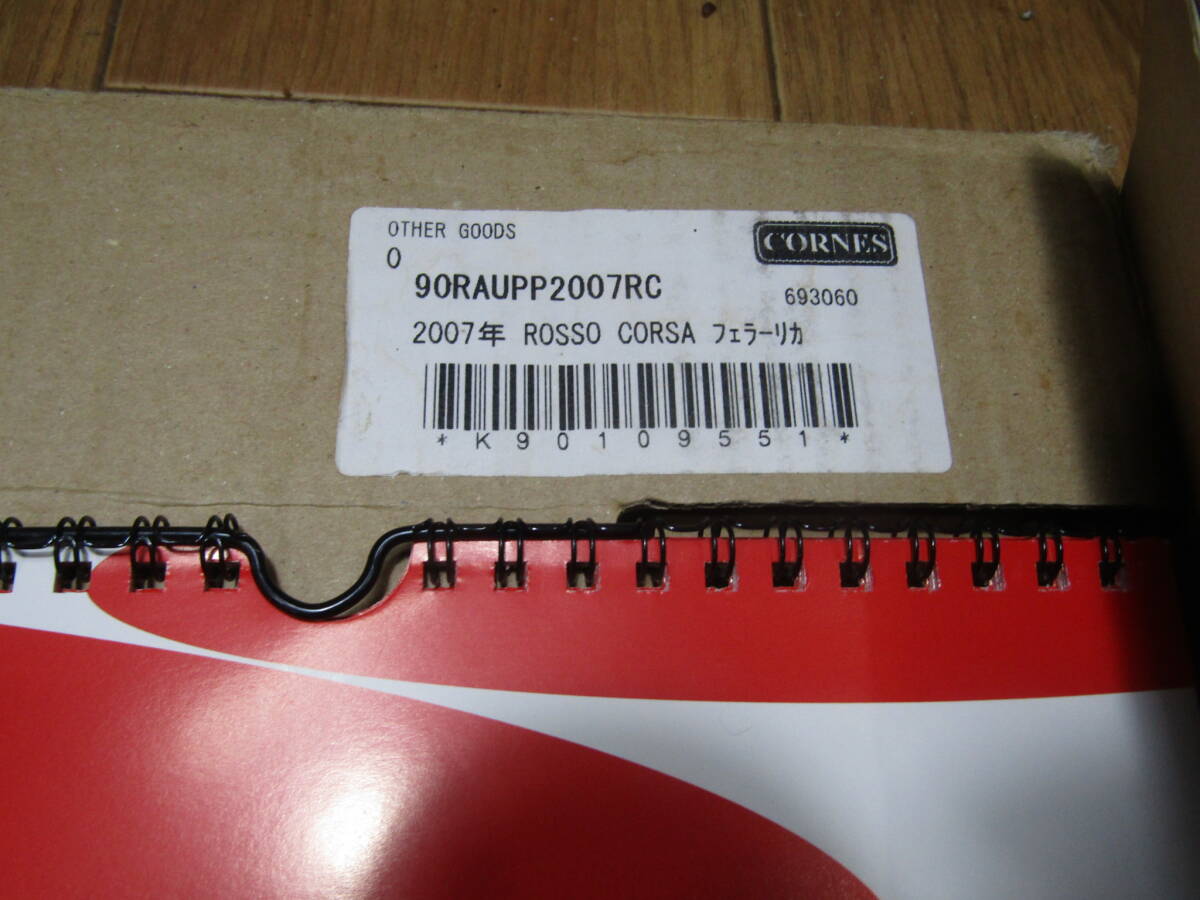 OTHER GOODS
CORNES
0
90RAUPP2007RC
693060
2007年 ROSSO CORSA フェラーリカ
*K90109551*